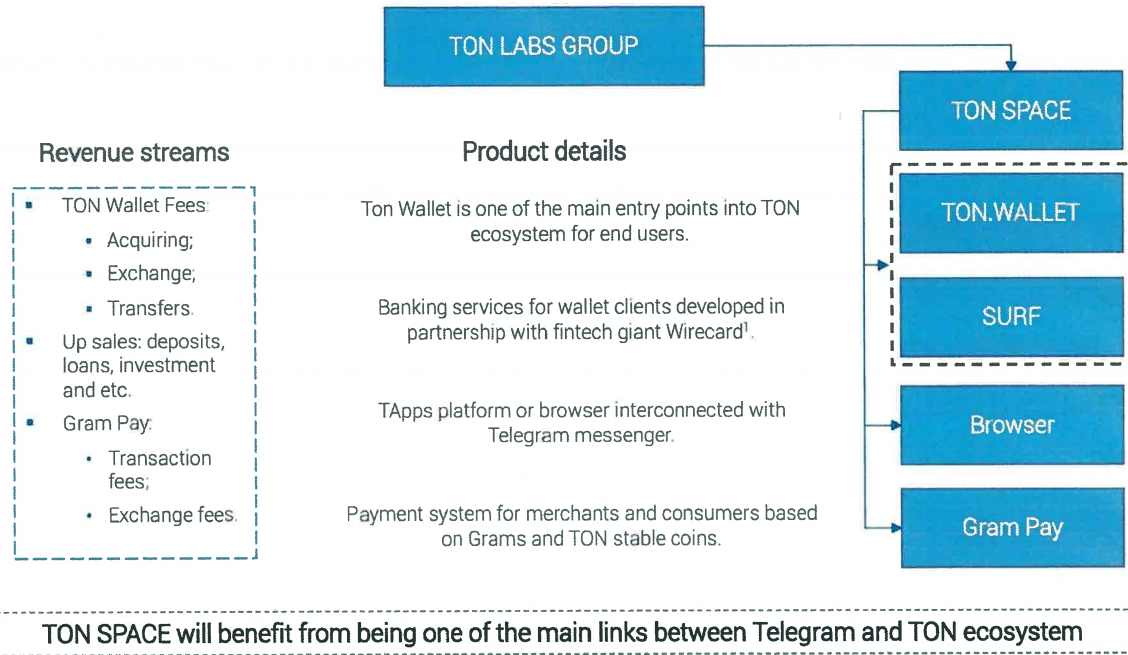 TON LABS GROUP
TON SPACE
Revenue streams
TON Wallet Fees:
Acquiring;
Exchange;
Transfers.
Up sales: deposits,
loans, investment
and etc.
Gram Pay:
Transaction
fees;
Exchange fees.
Product details
Ton Wallet is one of the main entry points into TON
ecosystem for end users.
Banking services for wallet clients developed in
partnership with fintech giant Wirecard¹.
TApps platform or browser interconnected with
Telegram messenger.
Payment system for merchants and consumers based
on Grams and TON stable coins.
TON.WALLET
SURF
Browser
Gram Pay
TON SPACE will benefit from being one of the main links between Telegram and TON ecosystem